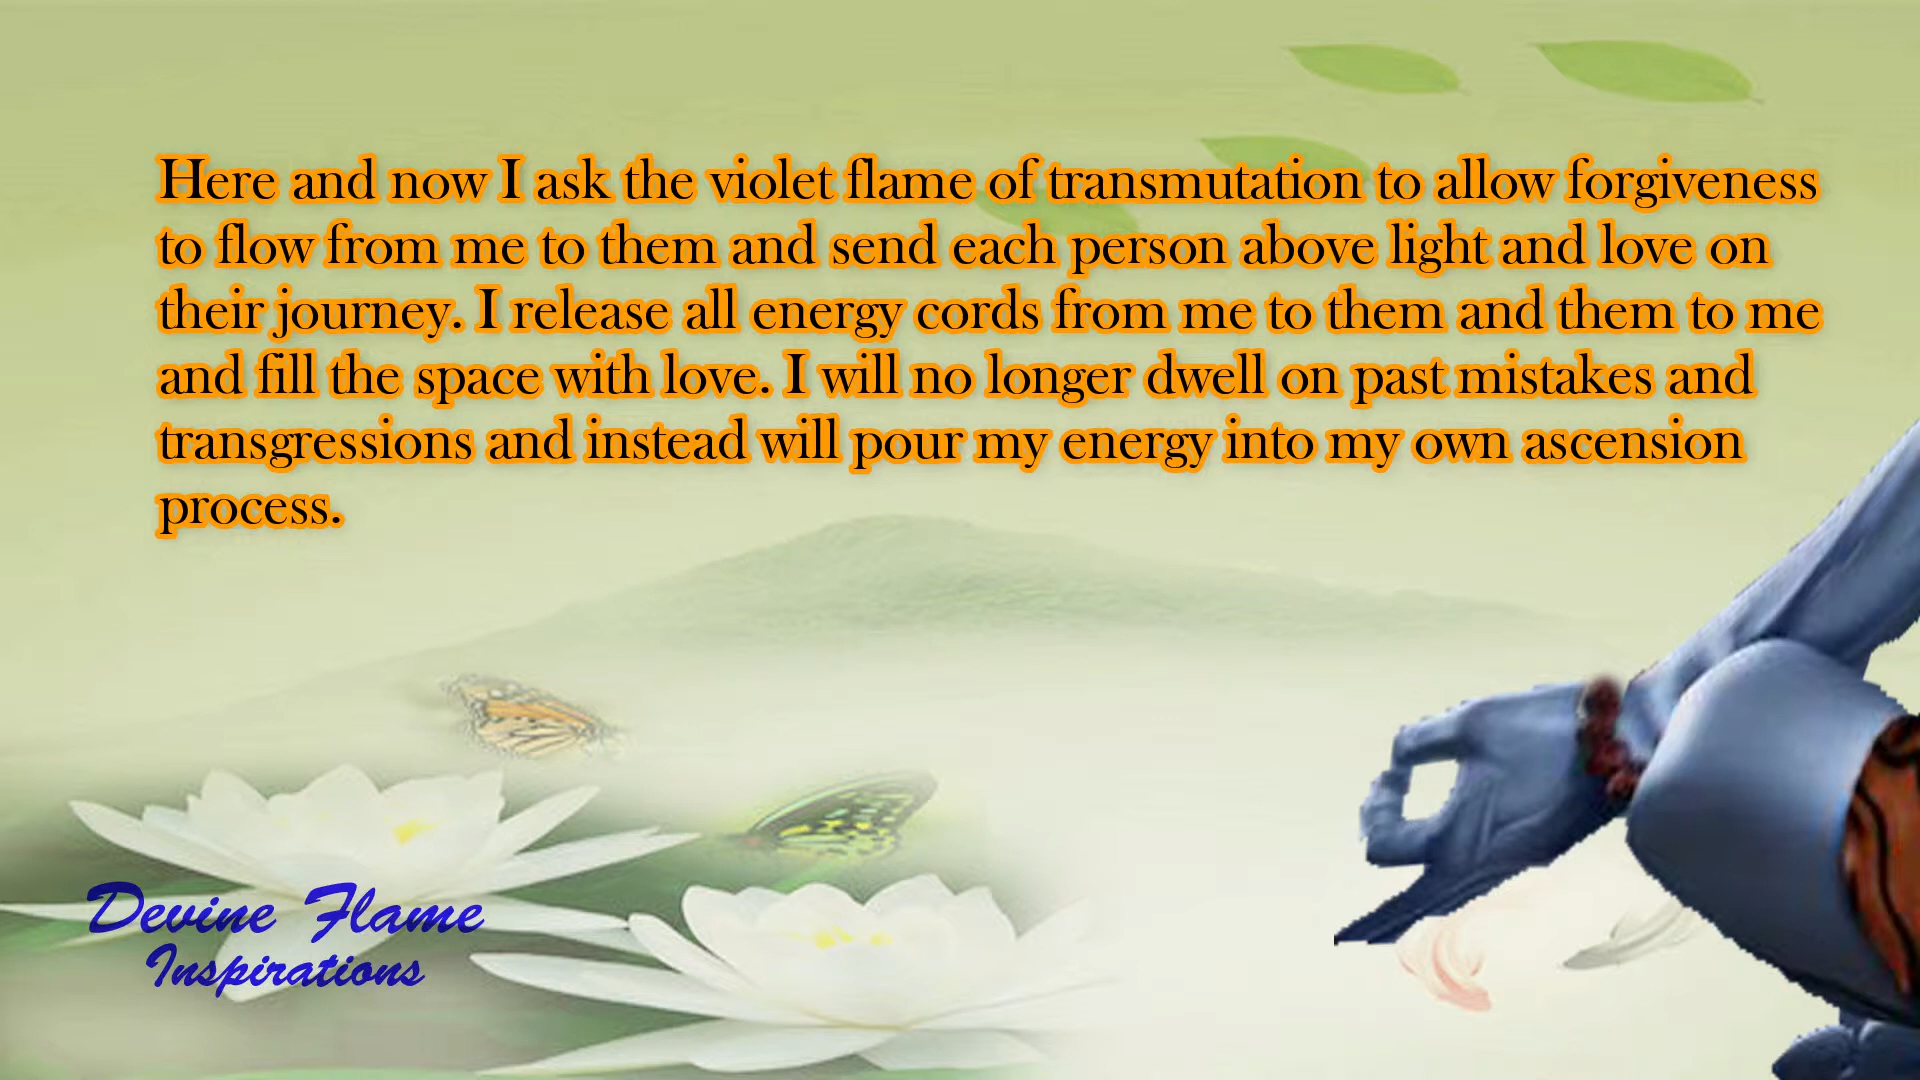 Here and now I ask the violet flame of transmutation to allow forgiveness
to flow from me to them and send each person above light and love on
their journey. I release all energy cords from me to them and them to me
and fill the space with love. I will no longer dwell on past mistakes and
transgressions and instead will pour my energy into my own ascension
process.
Devine Flame
Inspirations